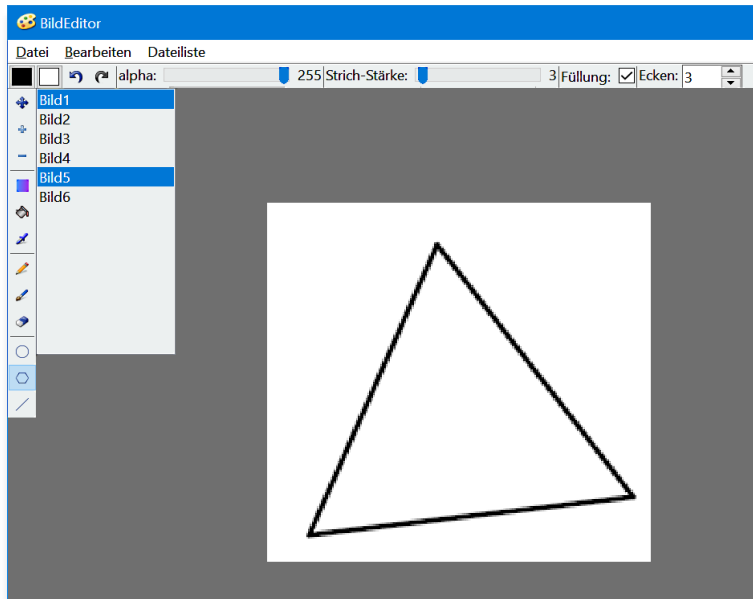 BildEditor
Datei Bearbeiten Dateiliste
alpha: 255 Strich-Stärke: 3 Füllung: Ecken: 3
Bild1
Bild2
Bild3
Bild4
Bild5
Bild6